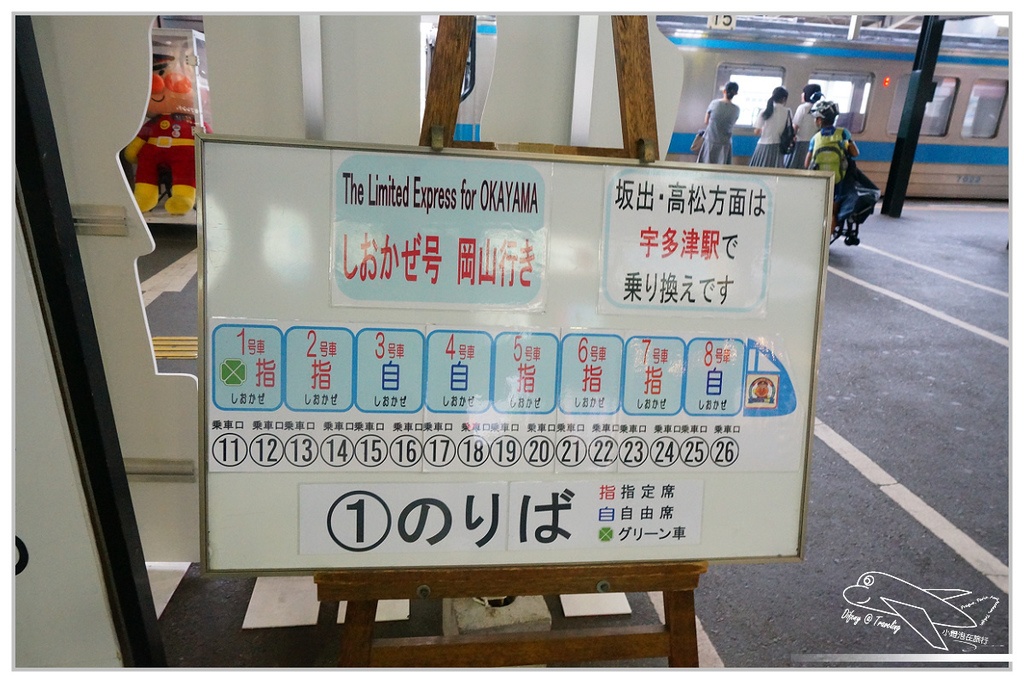 15
7022
The Limited Express for OKAYAMA
しおかぜ号 岡山行き
坂出・高松方面は
宇多津駅で
乗り換えです
1号車 指 しおかぜ
2号車 指 しおかぜ
3号車 自 しおかぜ
4号車 自 しおかぜ
5号車 指 しおかぜ
6号車 指 しおかぜ
7号車 指 しおかぜ
8号車 自 しおかぜ
乗車口 乗車口 乗車口 乗車口 乗車口 乗車口 乗車口 乗車口 乗車口 乗車口 乗車口 乗車口 乗車口 乗車口 乗車口 乗車口
⑪ ⑫ ⑬ ⑭ ⑮ ⑯ ⑰ ⑱ ⑲ ⑳ ㉑ ㉒ ㉓ ㉔ ㉕ ㉖
①のりば
指 指定席
自 自由席
グリーン車
Difeny @ Traveling
小燈泡在旅行